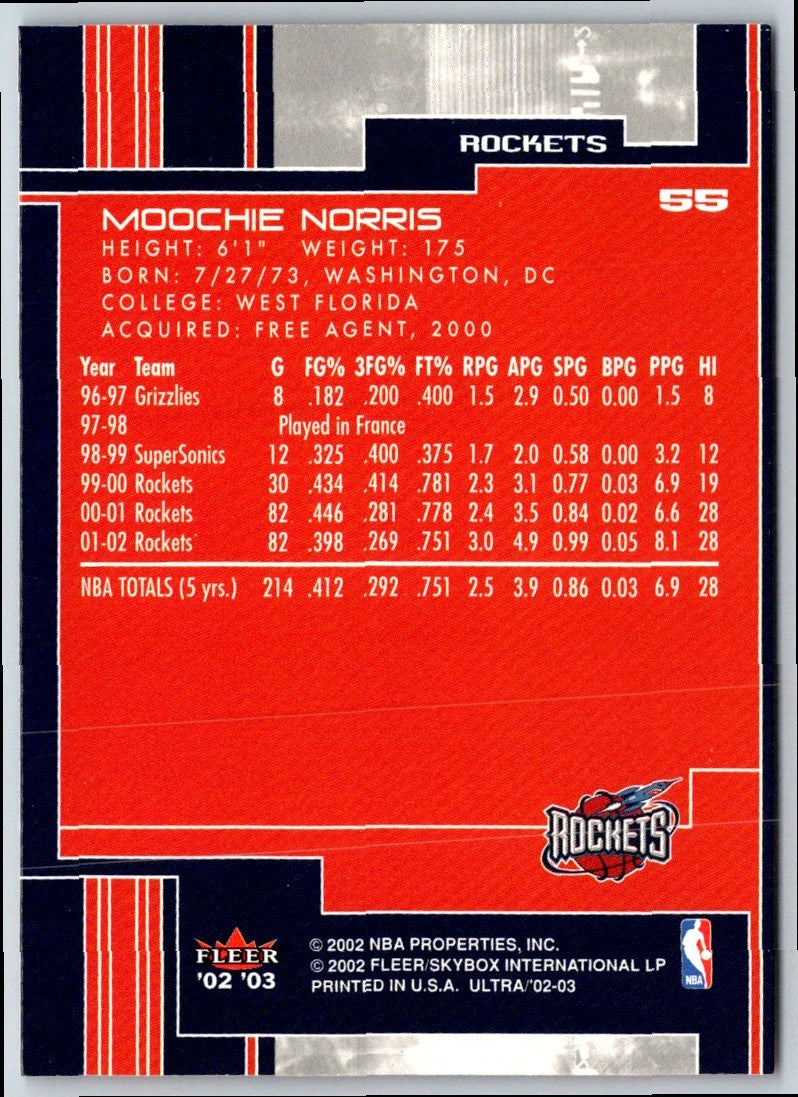 ROCKETS
55
MOOCHIE NORRIS
HEIGHT: 6'1" WEIGHT: 175
BORN: 7/27/73, WASHINGTON, DC
COLLEGE: WEST FLORIDA
ACQUIRED: FREE AGENT, 2000
Year Team G FG% 3FG% FT% RPG APG SPG BPG PPG HI
96-97 Grizzlies 8 .182 .200 .400 1.5 2.9 0.50 0.00 1.5 8
97-98 Played in France
98-99 SuperSonics 12 .325 .400 .375 1.7 2.0 0.58 0.00 3.2 12
99-00 Rockets 30 .434 .414 .781 2.3 3.1 0.77 0.03 6.9 19
00-01 Rockets 82 .446 .281 .778 2.4 3.5 0.84 0.02 6.6 28
01-02 Rockets 82 .398 .269 .751 3.0 4.9 0.99 0.05 8.1 28
NBA TOTALS (5 yrs.) 214 .412 .292 .751 2.5 3.9 0.86 0.03 6.9 28
ROCKETS
FLEER
'02 '03
© 2002 NBA PROPERTIES, INC.
© 2002 FLEER/SKYBOX INTERNATIONAL LP
PRINTED IN U.S.A. ULTRA/'02-03
NBA